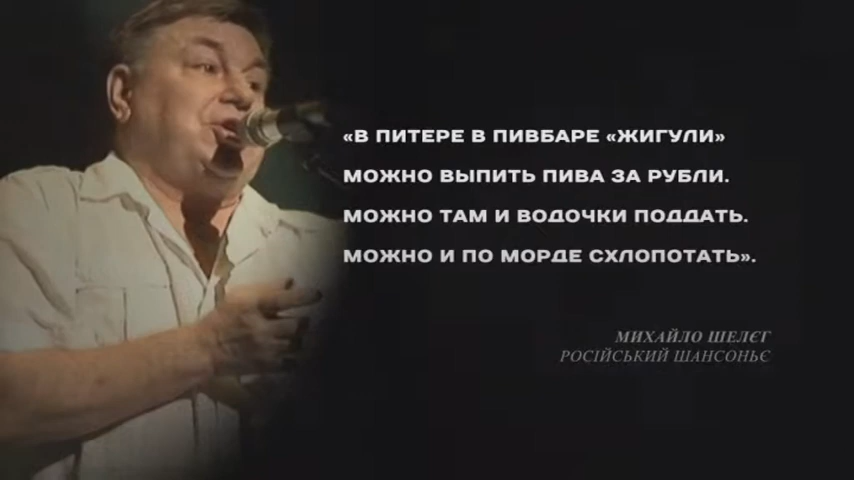 «В ПИТЕРЕ В ПИВБАРЕ «ЖИГУЛИ»
МОЖНО ВЫПИТЬ ПИВА ЗА РУБЛИ.
МОЖНО ТАМ И ВОДОЧКИ ПОДДАТЬ.
МОЖНО И ПО МОРДЕ СХЛОПОТАТЬ».
МИХАЙЛО ШЕЛЄГ
РОСІЙСЬКИЙ ШАНСОНЬЄ